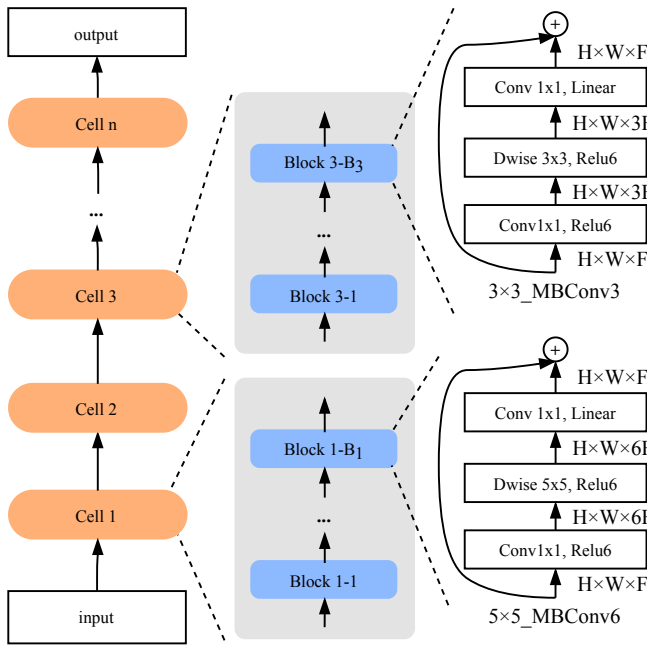 output
Cell n
...
Cell 3
Cell 2
Cell 1
input
Block 3-B₃
...
Block 3-1
Block 1-B₁
...
Block 1-1
+
H×W×F
Conv 1x1, Linear
H×W×3F
Dwise 3x3, Relu6
H×W×3F
Conv1x1, Relu6
H×W×F
3×3_MBConv3
+
H×W×F
Conv 1x1, Linear
H×W×6F
Dwise 5x5, Relu6
H×W×6F
Conv1x1, Relu6
H×W×F
5×5_MBConv6